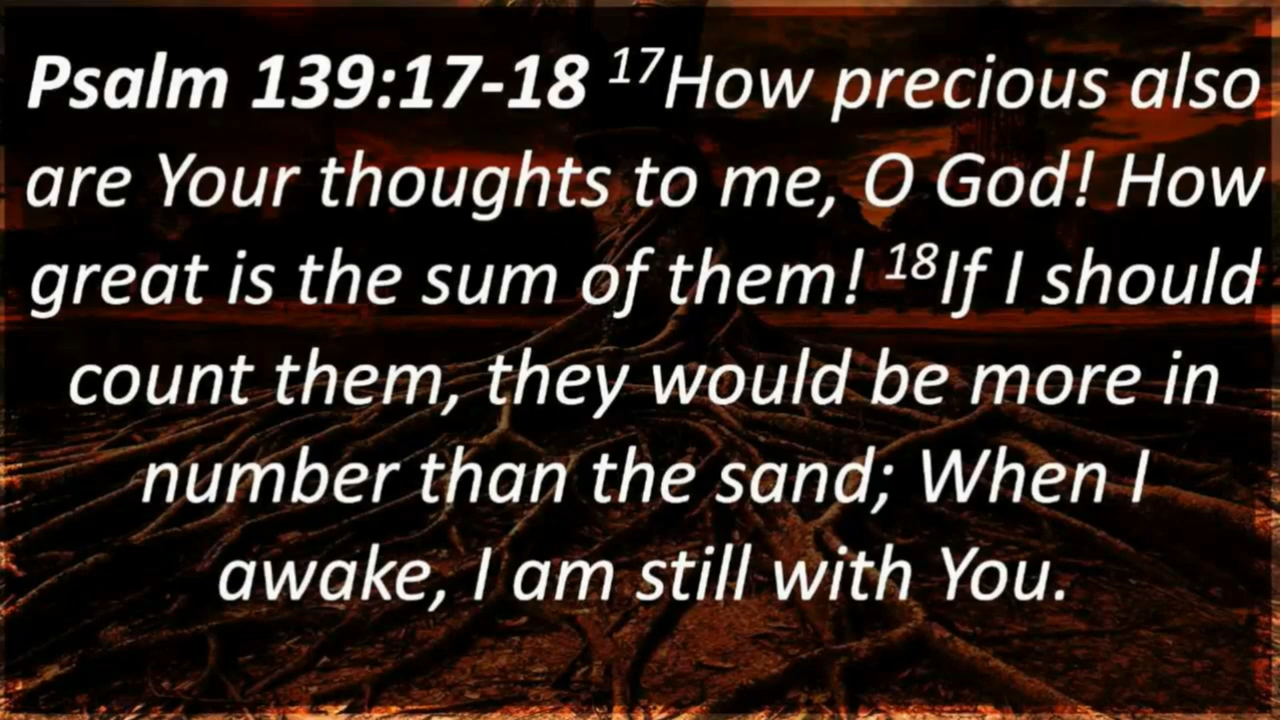 Psalm 139:17-18 ¹⁷How precious also
are Your thoughts to me, O God! How
great is the sum of them! ¹⁸If I should
count them, they would be more in
number than the sand; When I
awake, I am still with You.